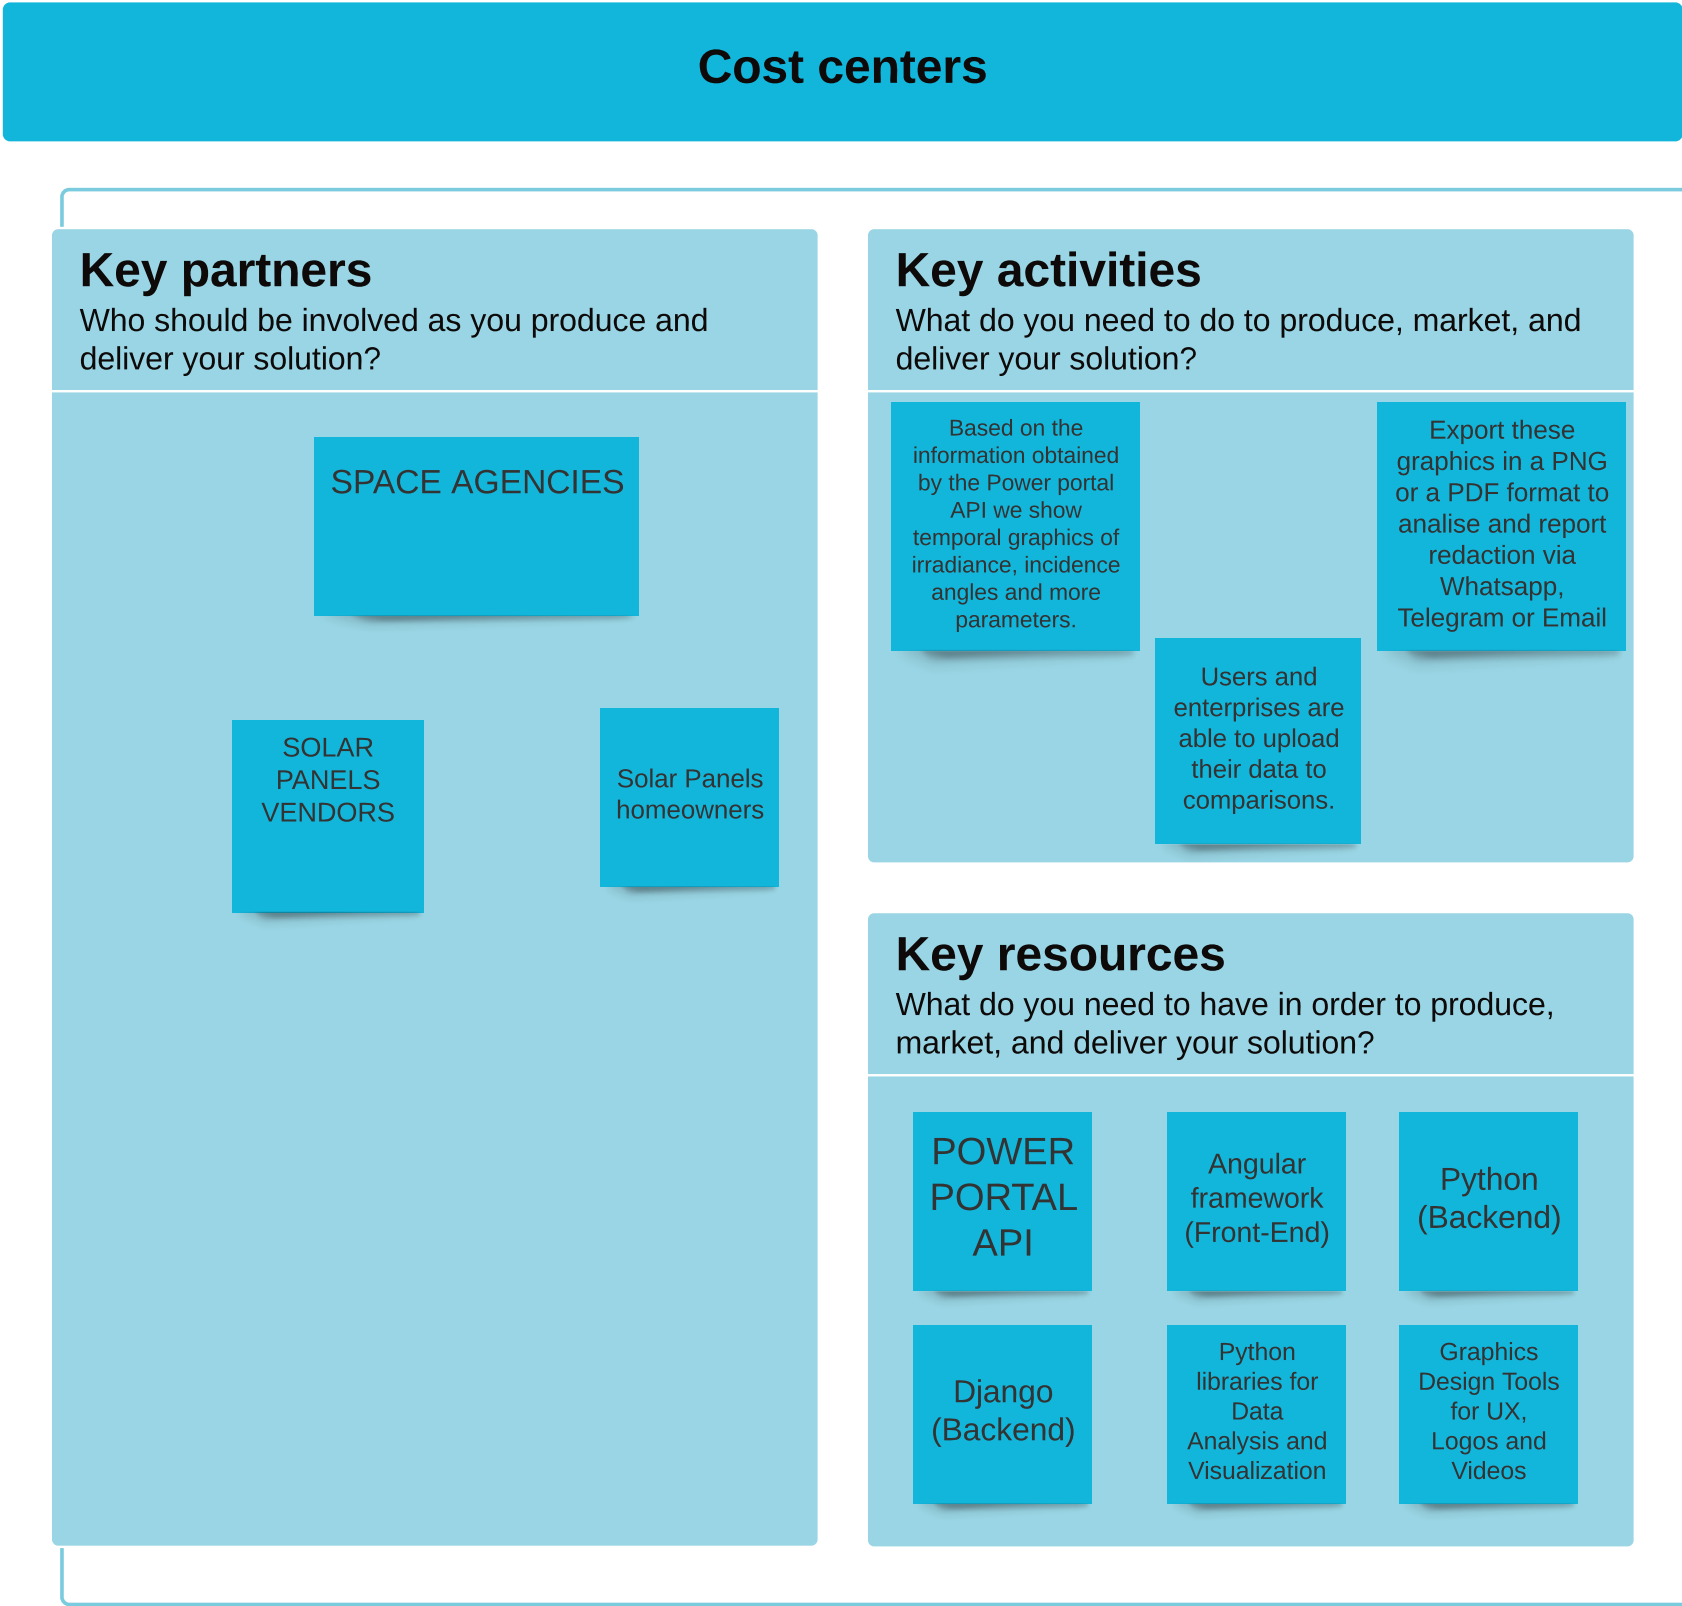 Cost centers
Key partners
Who should be involved as you produce and
deliver your solution?
SPACE AGENCIES
SOLAR
PANELS
VENDORS
Solar Panels
homeowners
Key activities
What do you need to do to produce, market, and
deliver your solution?
Based on the
information obtained
by the Power portal
API we show
temporal graphics of
irradiance, incidence
angles and more
parameters.
Export these
graphics in a PNG
or a PDF format to
analise and report
redaction via
Whatsapp,
Telegram or Email
Users and
enterprises are
able to upload
their data to
comparisons.
Key resources
What do you need to have in order to produce,
market, and deliver your solution?
POWER
PORTAL
API
Angular
framework
(Front-End)
Python
(Backend)
Django
(Backend)
Python
libraries for
Data
Analysis and
Visualization
Graphics
Design Tools
for UX,
Logos and
Videos